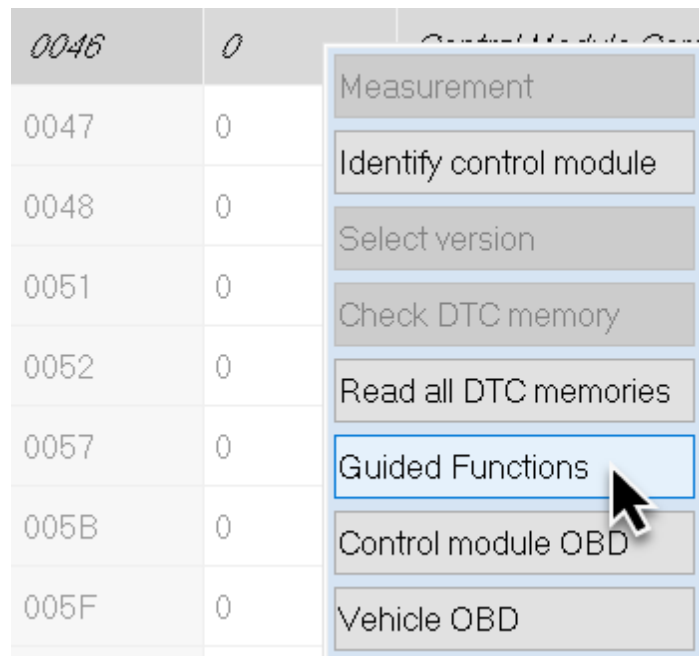 0046 0
Measurement
0047 0
Identify control module
0048 0
Select version
0051 0
Check DTC memory
0052 0
Read all DTC memories
0057 0
Guided Functions
005B 0
Control module OBD
005F 0
Vehicle OBD